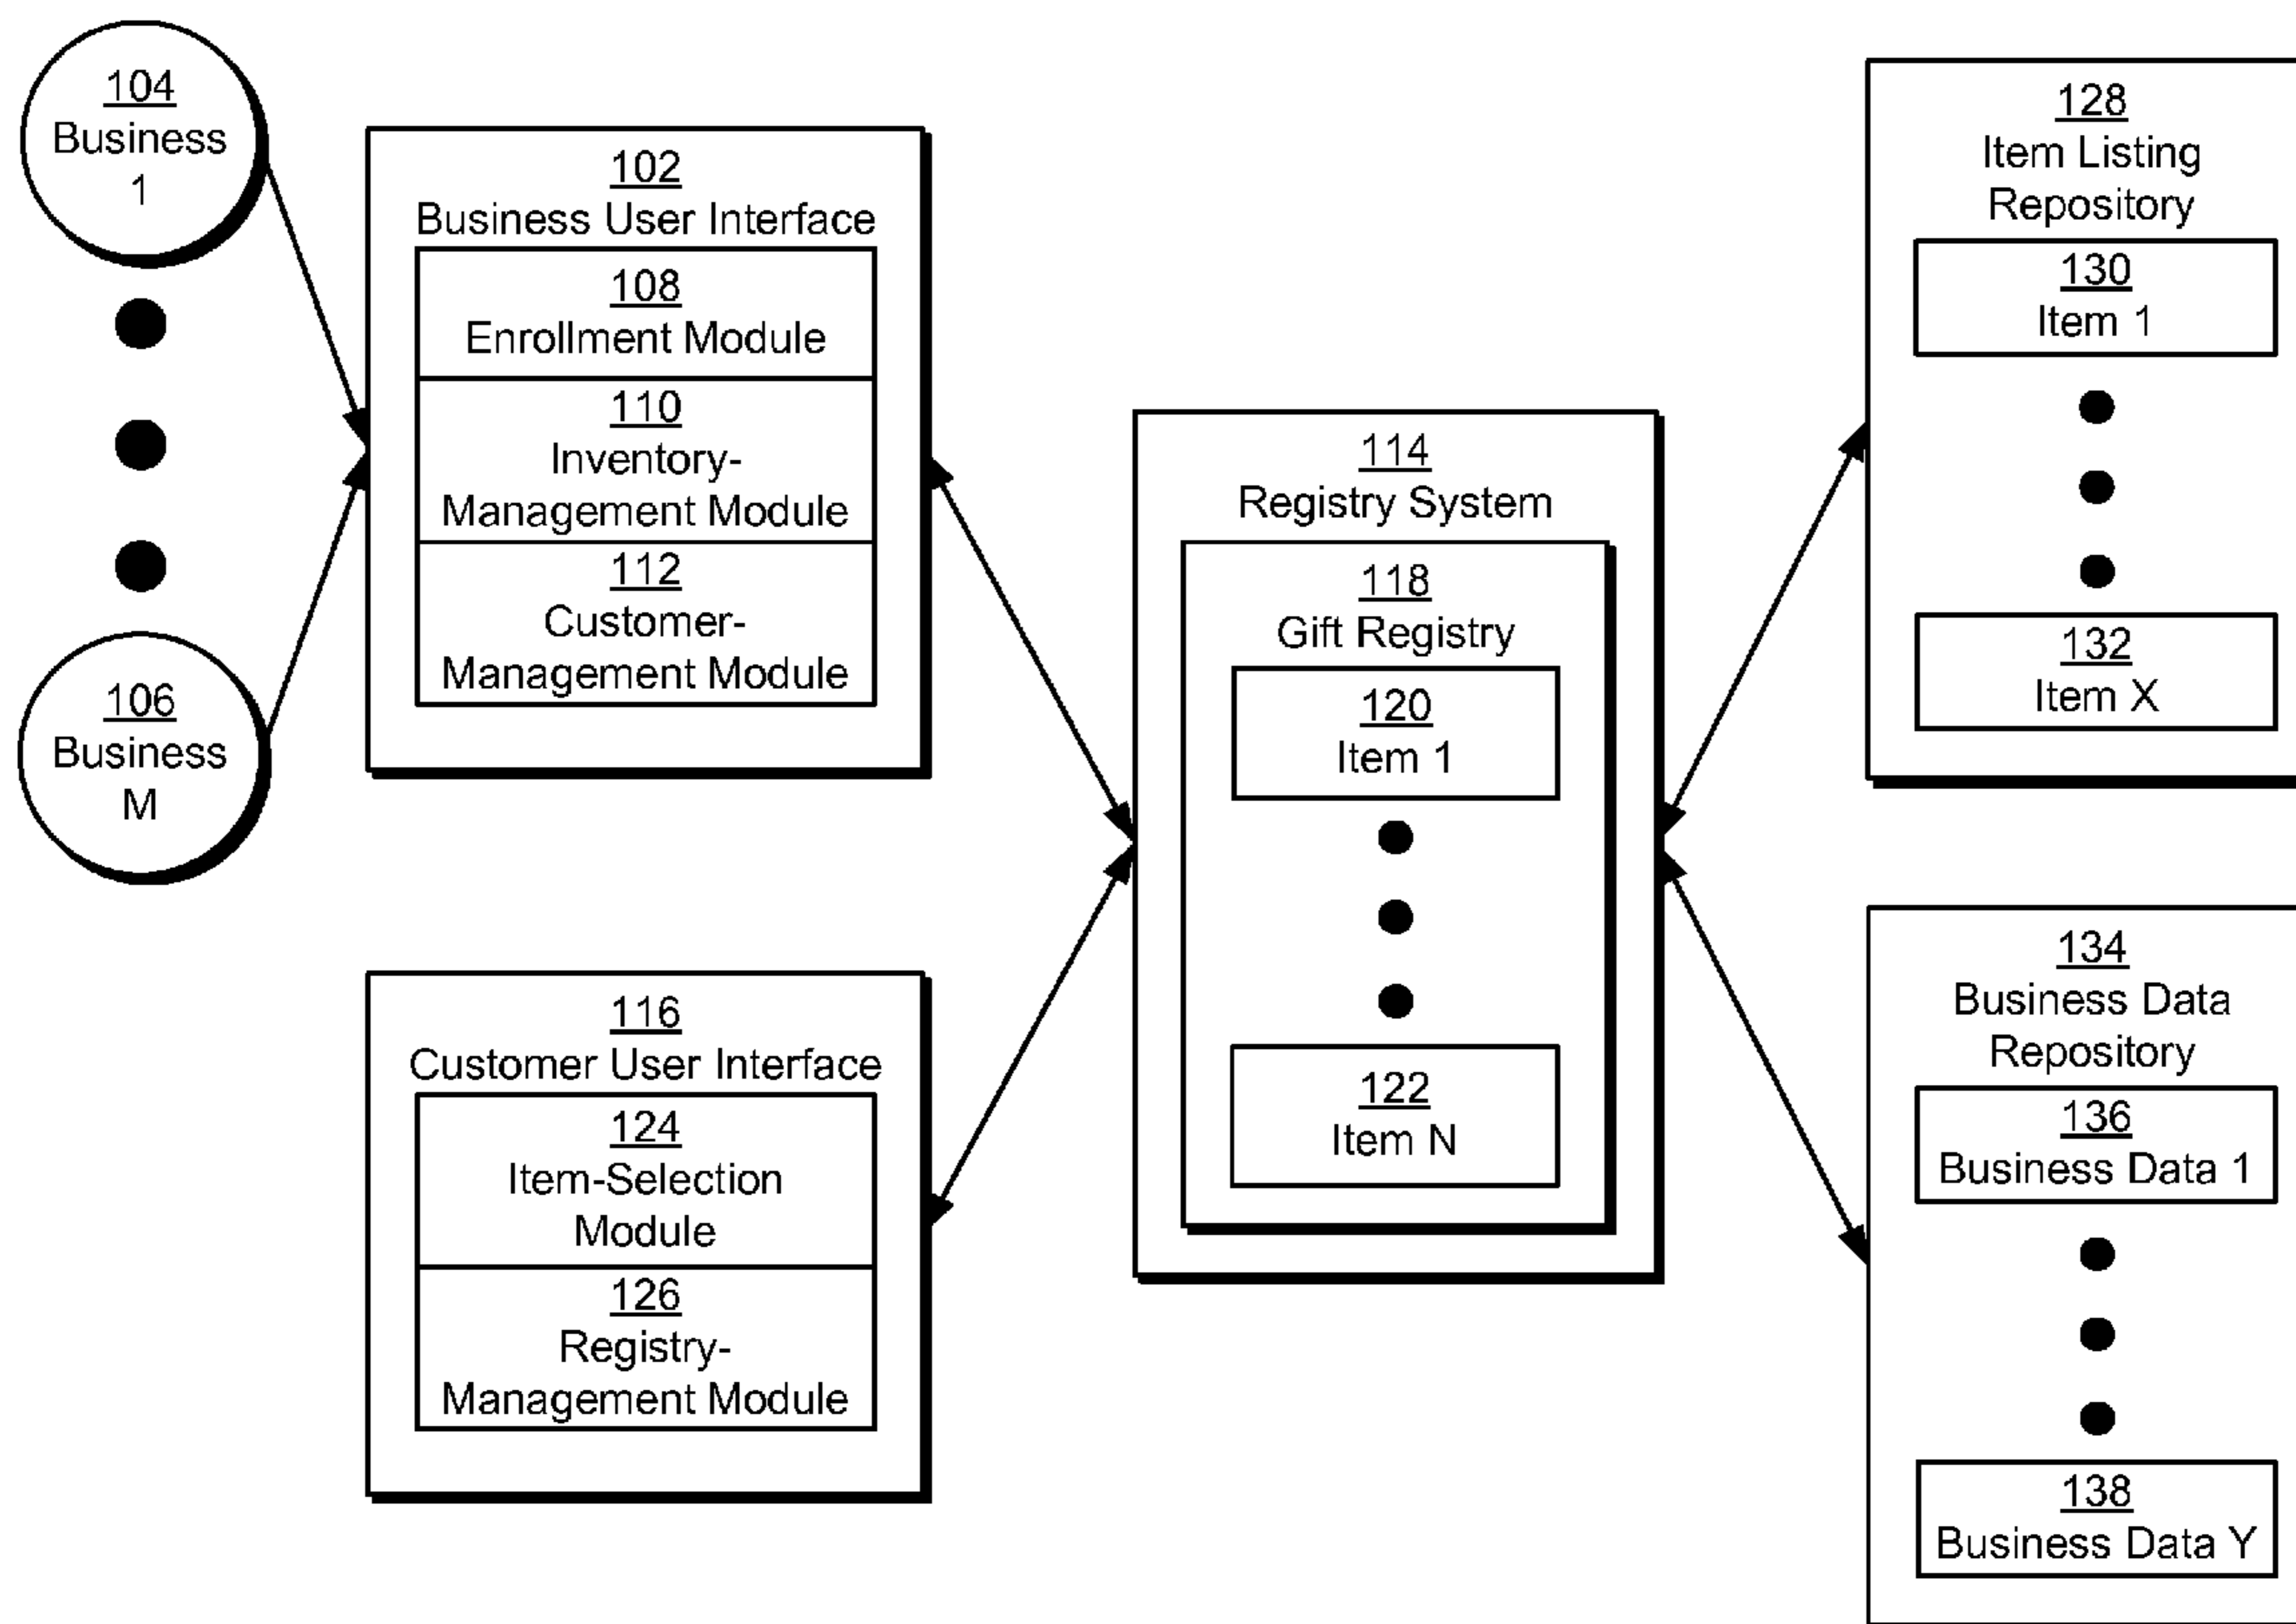 104
Business
1
106
Business
M
102
Business User Interface
108
Enrollment Module
110
Inventory-
Management Module
112
Customer-
Management Module
116
Customer User Interface
124
Item-Selection
Module
126
Registry-
Management Module
114
Registry System
118
Gift Registry
120
Item 1
122
Item N
128
Item Listing
Repository
130
Item 1
132
Item X
134
Business Data
Repository
136
Business Data 1
138
Business Data Y